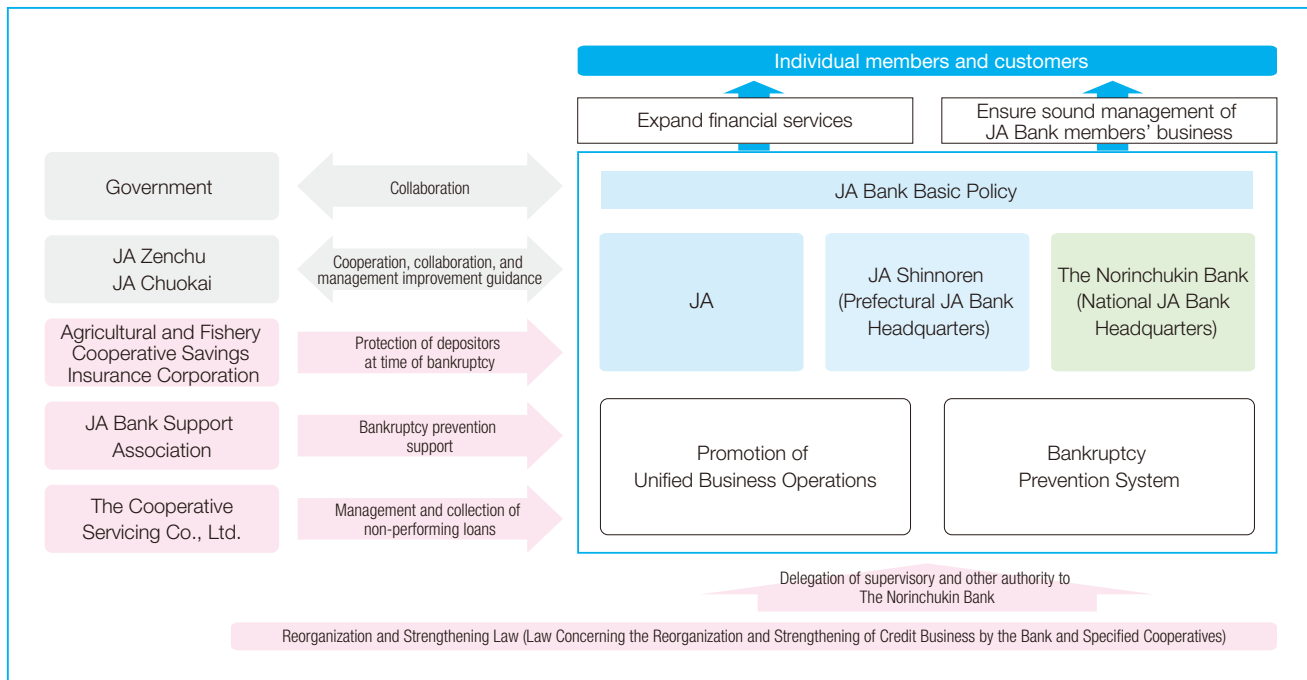 Individual members and customers
Expand financial services
Ensure sound management of
JA Bank members’ business
Government
Collaboration
JA Bank Basic Policy
JA Zenchu
JA Chuokai
Cooperation, collaboration, and
management improvement guidance
JA
JA Shinnoren
(Prefectural JA Bank
Headquarters)
The Norinchukin Bank
(National JA Bank
Headquarters)
Agricultural and Fishery
Cooperative Savings
Insurance Corporation
Protection of depositors
at time of bankruptcy
JA Bank Support
Association
Bankruptcy prevention
support
Promotion of
Unified Business Operations
Bankruptcy
Prevention System
The Cooperative
Servicing Co., Ltd.
Management and collection of
non-performing loans
Delegation of supervisory and other authority to
The Norinchukin Bank
Reorganization and Strengthening Law (Law Concerning the Reorganization and Strengthening of Credit Business by the Bank and Specified Cooperatives)